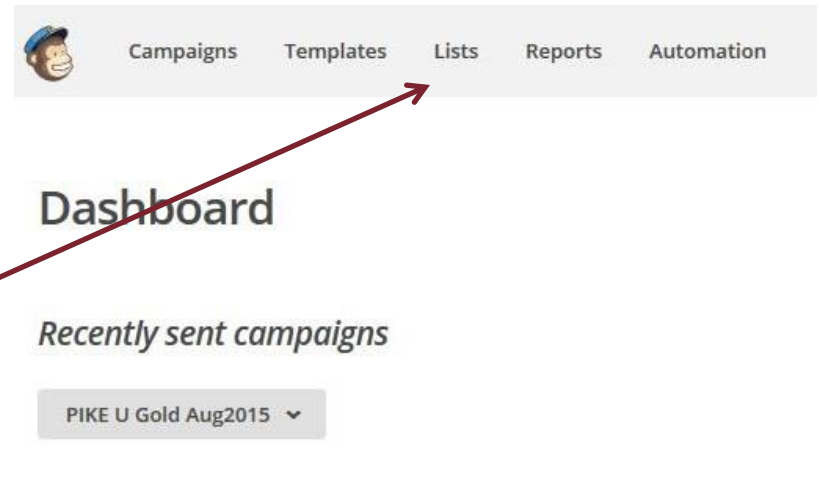 Campaigns Templates Lists Reports Automation
Dashboard
Recently sent campaigns
PIKE U Gold Aug2015